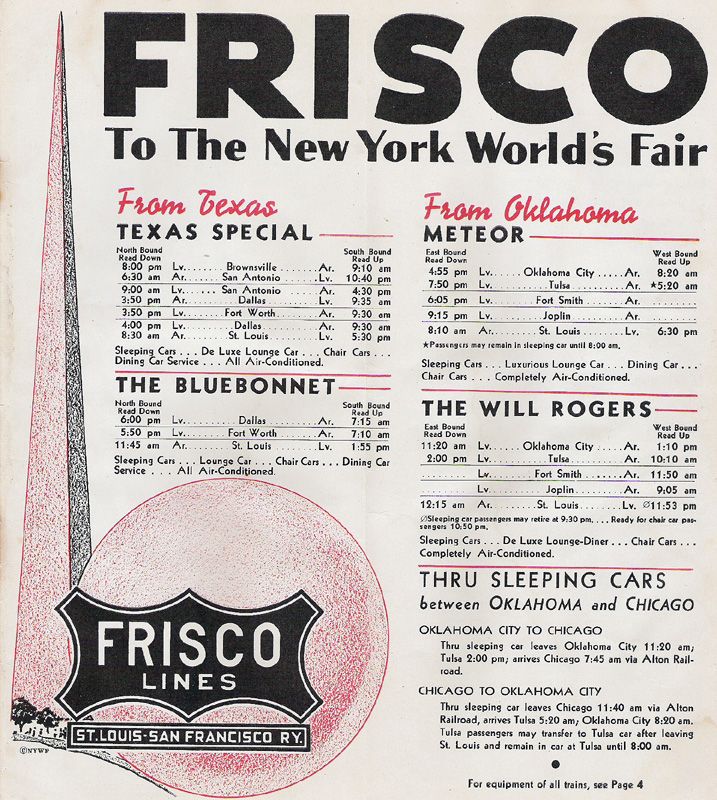 FRISCO
To The New York World's Fair
From Texas
TEXAS SPECIAL
North Bound South Bound
Read Down Read Up
8:00 pm Lv. ..... Brownsville ..... Ar. 9:10 am
6:30 am Ar. ..... San Antonio ..... Lv. 10:40 pm
9:00 am Lv. ..... San Antonio ..... Ar. 4:30 pm
3:50 pm Ar. ..... Dallas ..... Lv. 9:35 am
3:50 pm Lv. ..... Fort Worth ..... Ar. 9:30 am
4:00 pm Lv. ..... Dallas ..... Ar. 9:30 am
8:30 am Ar. ..... St. Louis ..... Lv. 5:30 pm
Sleeping Cars . . . De Luxe Lounge Car . . . Chair Cars . . .
Dining Car Service . . . All Air-Conditioned.
THE BLUEBONNET
North Bound South Bound
Read Down Read Up
6:00 pm Lv. ..... Dallas ..... Ar. 7:15 am
5:50 pm Lv. ..... Fort Worth ..... Ar. 7:10 am
11:45 am Ar. ..... St. Louis ..... Lv. 1:55 pm
Sleeping Cars . . . Lounge Car . . . Chair Cars . . . Dining Car
Service . . . All Air-Conditioned.
From Oklahoma
METEOR
East Bound West Bound
Read Down Read Up
4:55 pm Lv. ..... Oklahoma City ..... Ar. 8:20 am
7:50 pm Lv. ..... Tulsa ..... Ar. ★5:20 am
6:05 pm Lv. ..... Fort Smith ..... Ar.
9:15 pm Lv. ..... Joplin ..... Ar.
8:10 am Ar. ..... St. Louis ..... Lv. 6:30 pm
★Passengers may remain in sleeping car until 8:00 am.
Sleeping Cars . . . Luxurious Lounge Car . . . Dining Car . . .
Chair Cars . . . Completely Air-Conditioned.
THE WILL ROGERS
East Bound West Bound
Read Down Read Up
11:20 am Lv. ..... Oklahoma City ..... Ar. 1:10 pm
2:00 pm Lv. ..... Tulsa ..... Ar. 10:10 am
..... Lv. ..... Fort Smith ..... Ar. 11:50 am
..... Lv. ..... Joplin ..... Ar. 9:05 am
12:15 am Ar. ..... St. Louis ..... Lv. ∅11:53 pm
∅Sleeping car passengers may retire at 9:30 pm. . . . Ready for chair car pas-
sengers 10:50 pm.
Sleeping Cars . . . De Luxe Lounge-Diner . . . Chair Cars . . .
Completely Air-Conditioned.
THRU SLEEPING CARS
between OKLAHOMA and CHICAGO
OKLAHOMA CITY TO CHICAGO
Thru sleeping car leaves Oklahoma City 11:20 am;
Tulsa 2:00 pm; arrives Chicago 7:45 am via Alton Rail-
road.
CHICAGO TO OKLAHOMA CITY
Thru sleeping car leaves Chicago 11:40 am via Alton
Railroad, arrives Tulsa 5:20 am; Oklahoma City 8:20 am.
Tulsa passengers may transfer to Tulsa car after leaving
St. Louis and remain in car at Tulsa until 8:00 am.
For equipment of all trains, see Page 4
FRISCO
LINES
ST. LOUIS-SAN FRANCISCO RY.
©NYWF